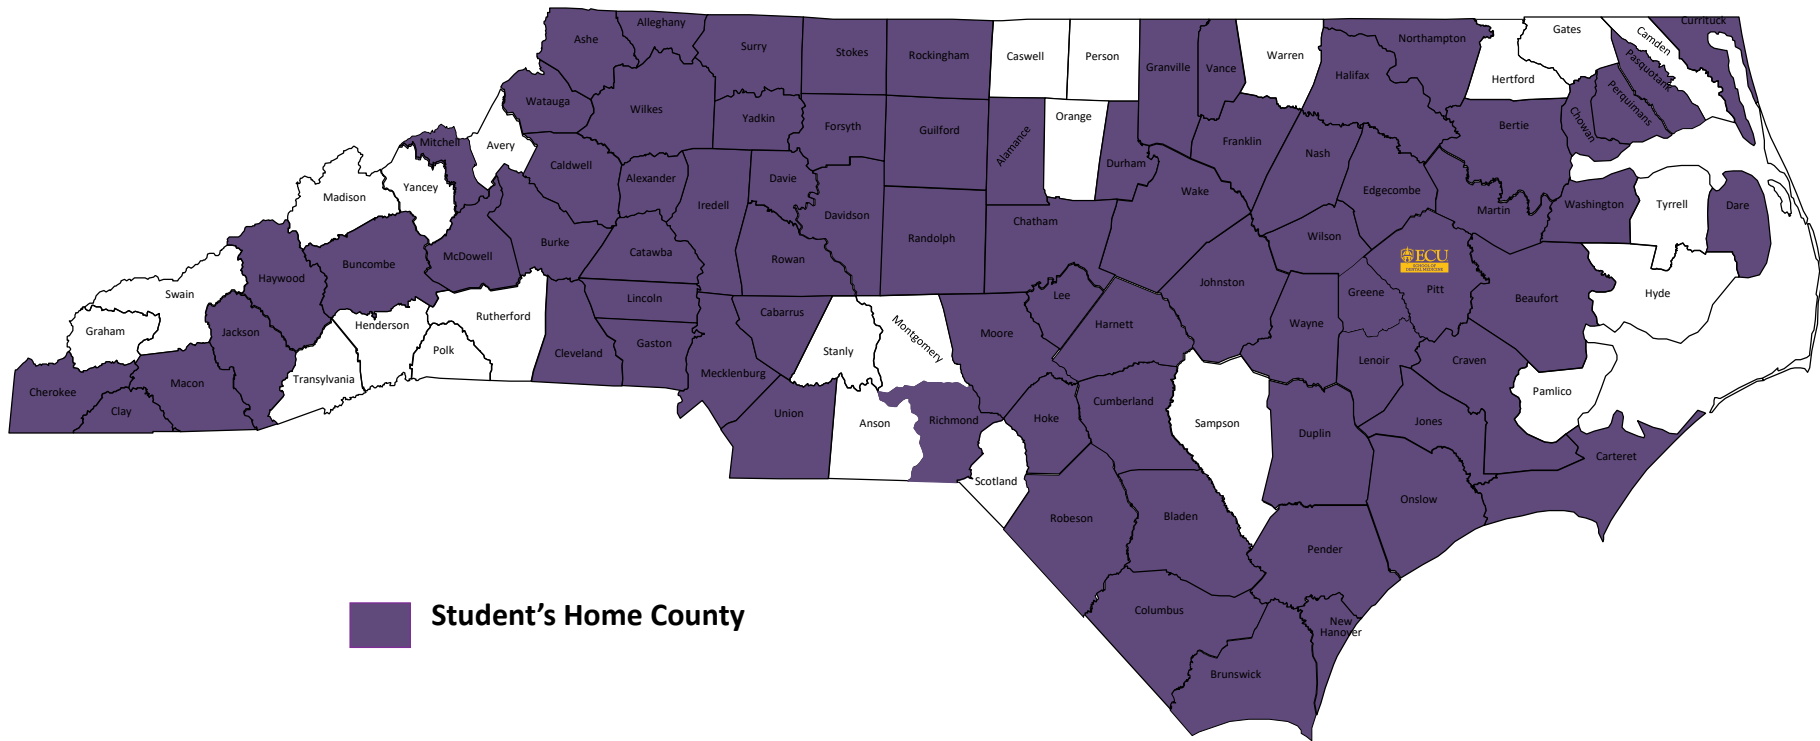 Alleghany
Currituck
Ashe
Surry
Stokes
Rockingham
Caswell
Person
Granville
Vance
Warren
Northampton
Halifax
Hertford
Gates
Camden
Pasquotank
Perquimans
Chowan
Bertie
Watauga
Wilkes
Yadkin
Forsyth
Guilford
Alamance
Orange
Durham
Franklin
Nash
Edgecombe
Martin
Washington
Tyrrell
Dare
Mitchell
Avery
Caldwell
Alexander
Iredell
Davie
Davidson
Randolph
Chatham
Wake
Wilson
Madison
Yancey
McDowell
Burke
Catawba
Rowan
Buncombe
Haywood
ECU
SCHOOL OF
DENTAL MEDICINE
Pitt
Greene
Beaufort
Hyde
Swain
Graham
Jackson
Henderson
Rutherford
Polk
Lincoln
Gaston
Cleveland
Cabarrus
Stanly
Montgomery
Moore
Lee
Harnett
Johnston
Wayne
Lenoir
Craven
Pamlico
Cherokee
Clay
Macon
Transylvania
Mecklenburg
Union
Anson
Richmond
Hoke
Cumberland
Sampson
Duplin
Jones
Carteret
Scotland
Robeson
Bladen
Onslow
Pender
Columbus
New
Hanover
Brunswick
Student’s Home County